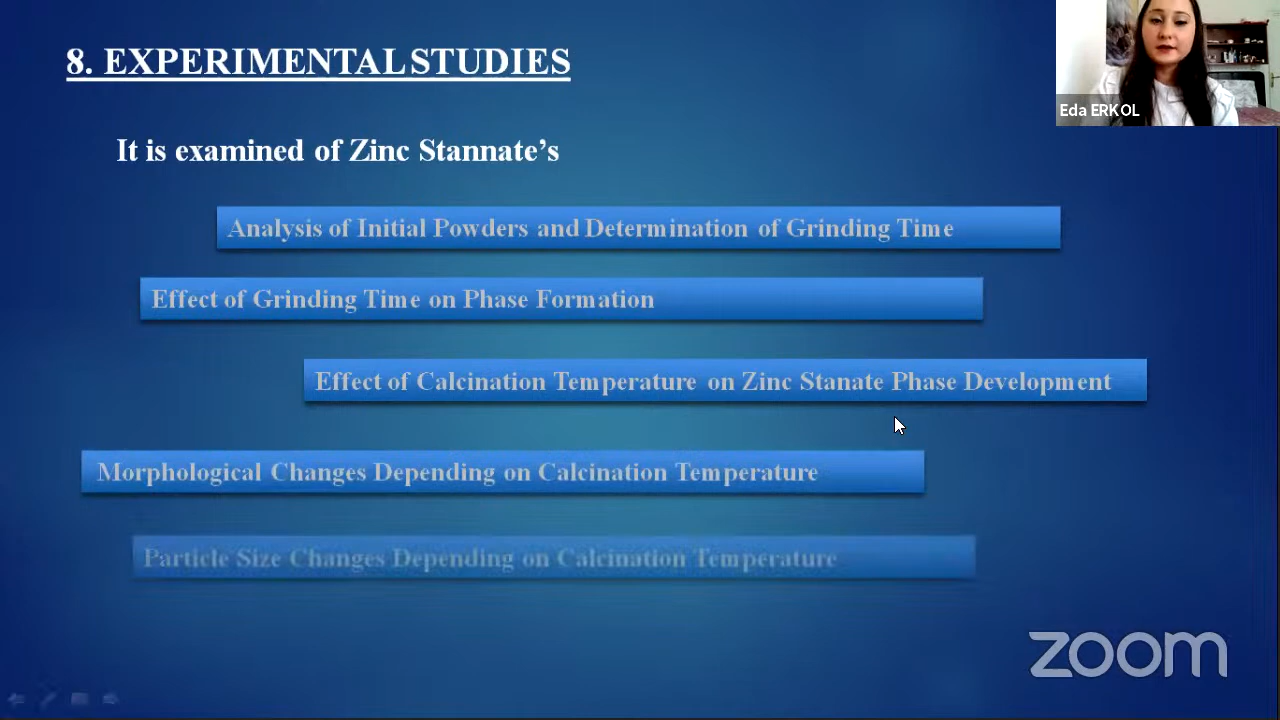 8. EXPERIMENTAL STUDIES
Eda ERKOL
It is examined of Zinc Stannate’s
Analysis of Initial Powders and Determination of Grinding Time
Effect of Grinding Time on Phase Formation
Effect of Calcination Temperature on Zinc Stanate Phase Development
Morphological Changes Depending on Calcination Temperature
Particle Size Changes Depending on Calcination Temperature
zoom